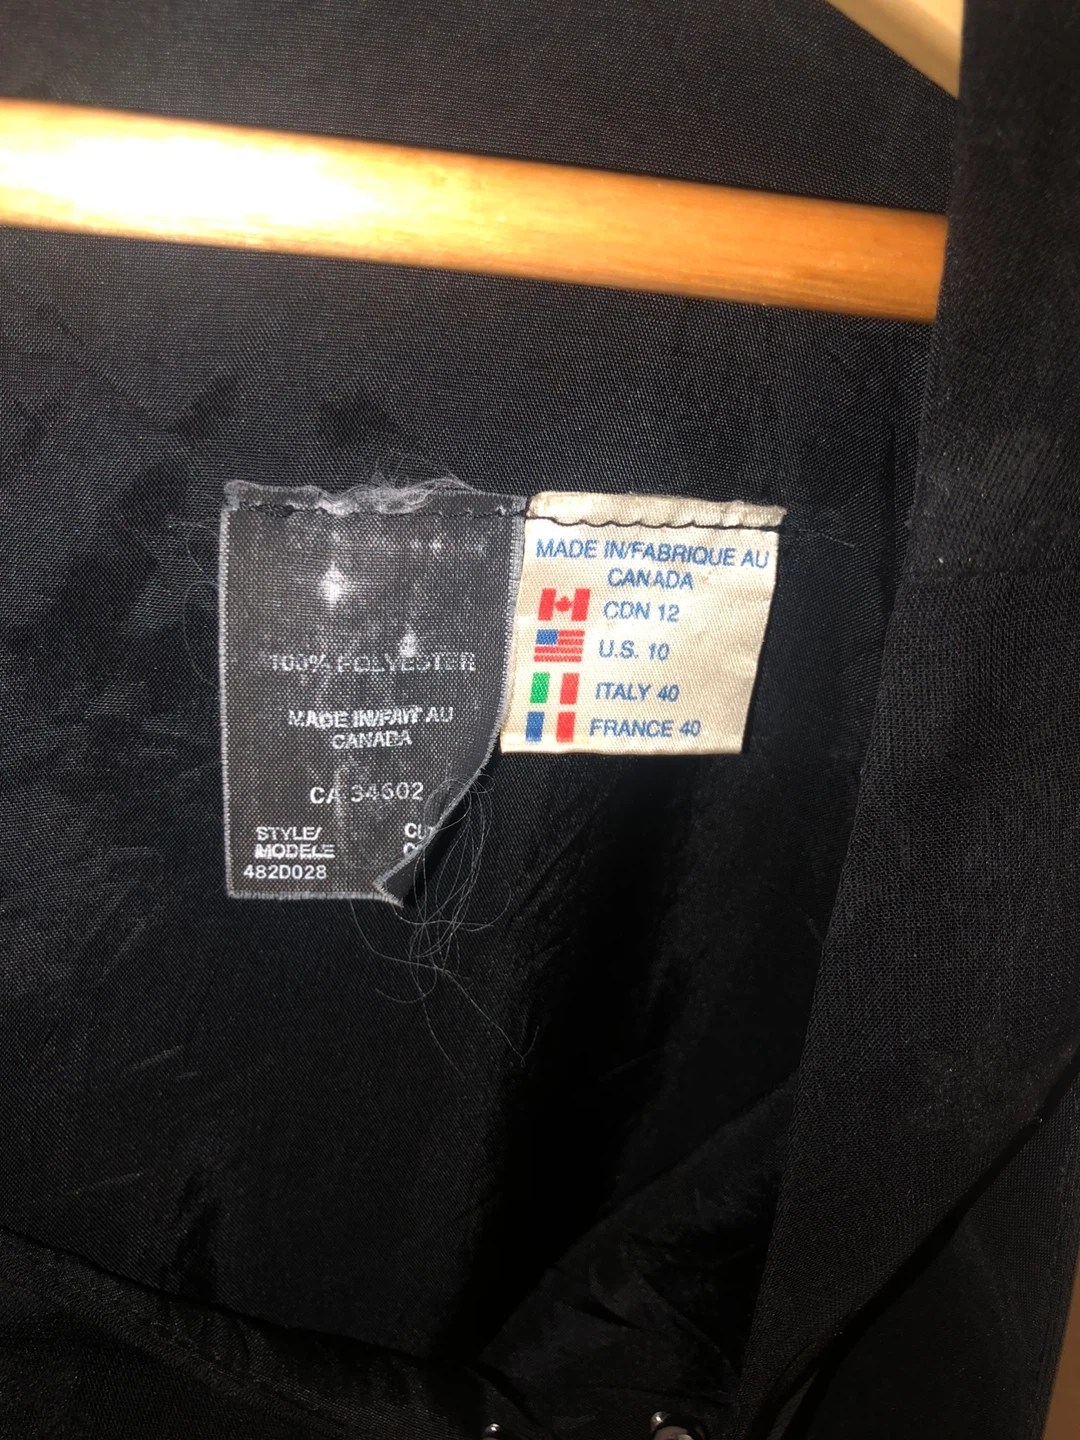 100% POLYESTER
MADE IN/FAIT AU
CANADA
CA 34602
STYLE/
MODELE
482D028
MADE IN/FABRIQUE AU
CANADA
CDN 12
U.S. 10
ITALY 40
FRANCE 40